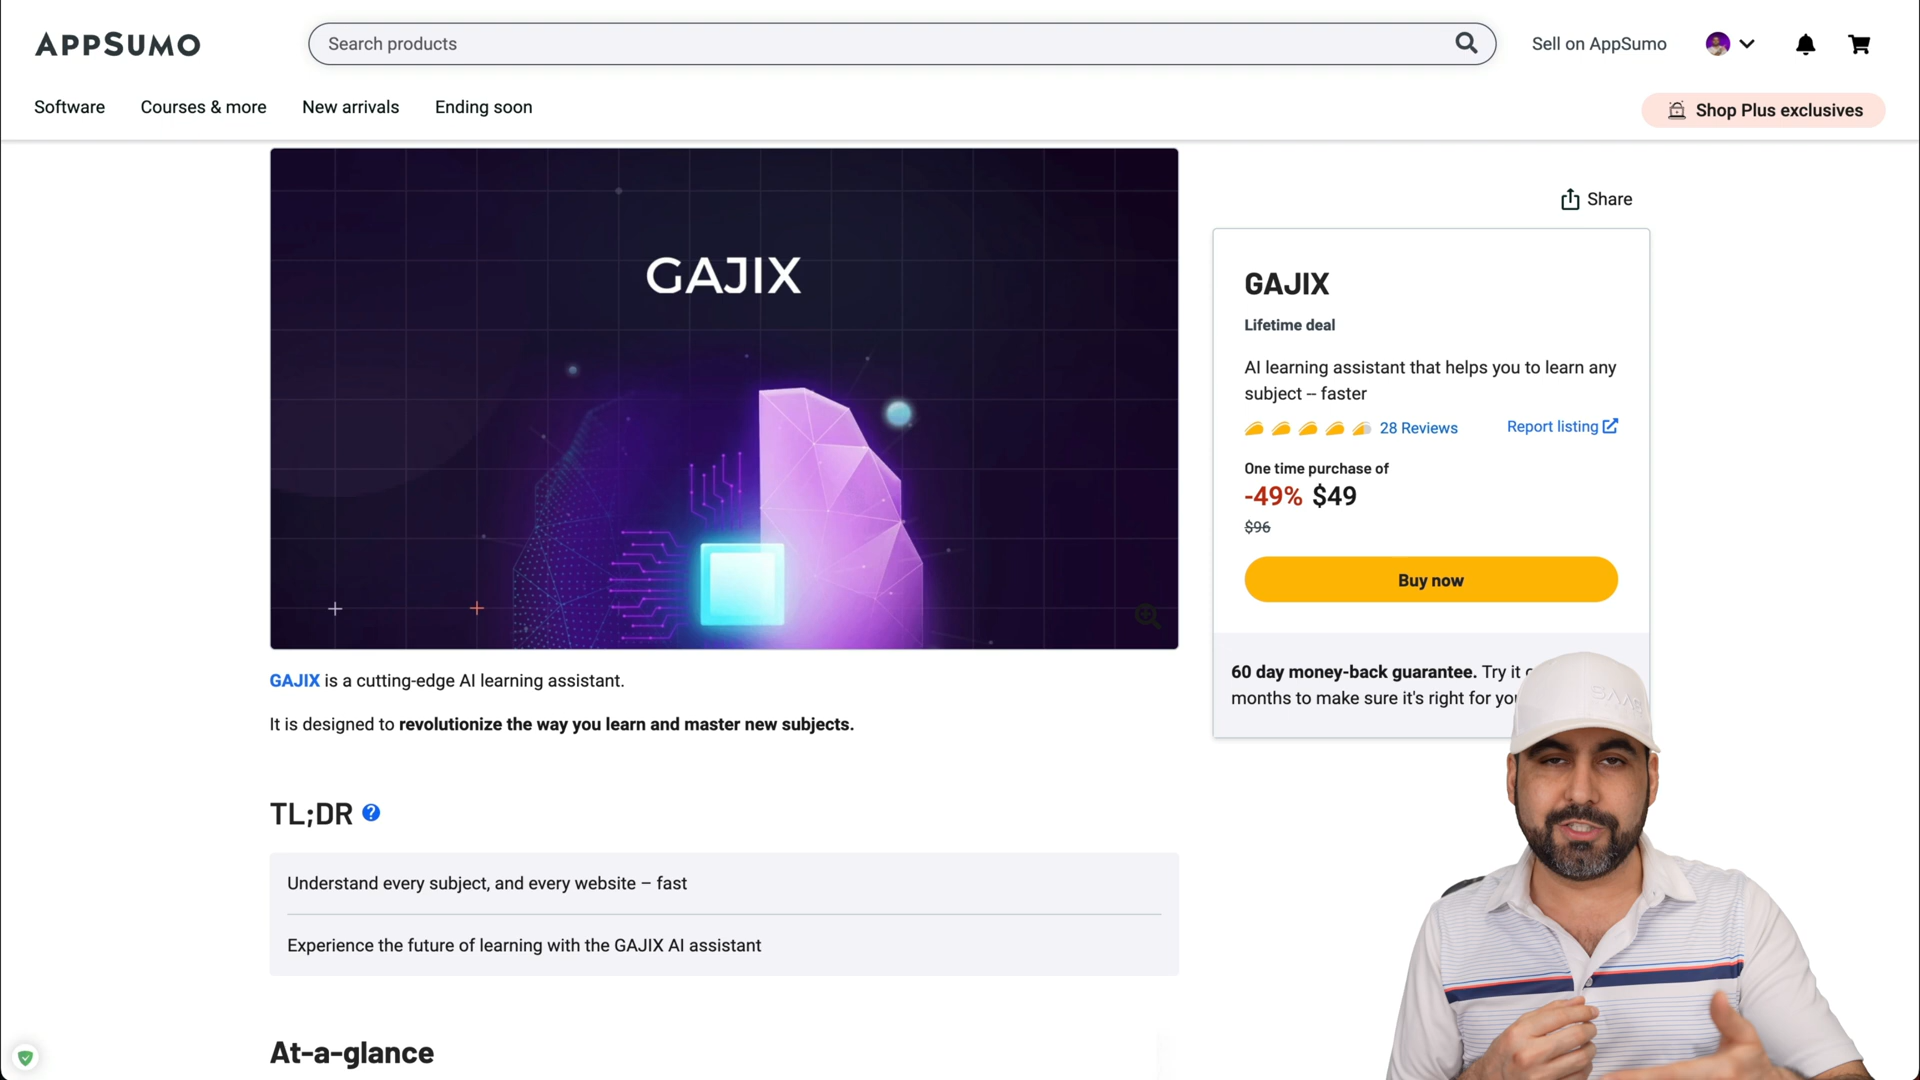 APPSUMO
Search products
Sell on AppSumo
Software
Courses & more
New arrivals
Ending soon
Shop Plus exclusives
GAJIX
Share
GAJIX
Lifetime deal
AI learning assistant that helps you to learn any
subject – faster
28 Reviews
Report listing
One time purchase of
-49% $49
$96
Buy now
60 day money-back guarantee. Try it
months to make sure it's right for
GAJIX is a cutting-edge AI learning assistant.
It is designed to revolutionize the way you learn and master new subjects.
TL;DR ?
Understand every subject, and every website – fast
Experience the future of learning with the GAJIX AI assistant
At-a-glance